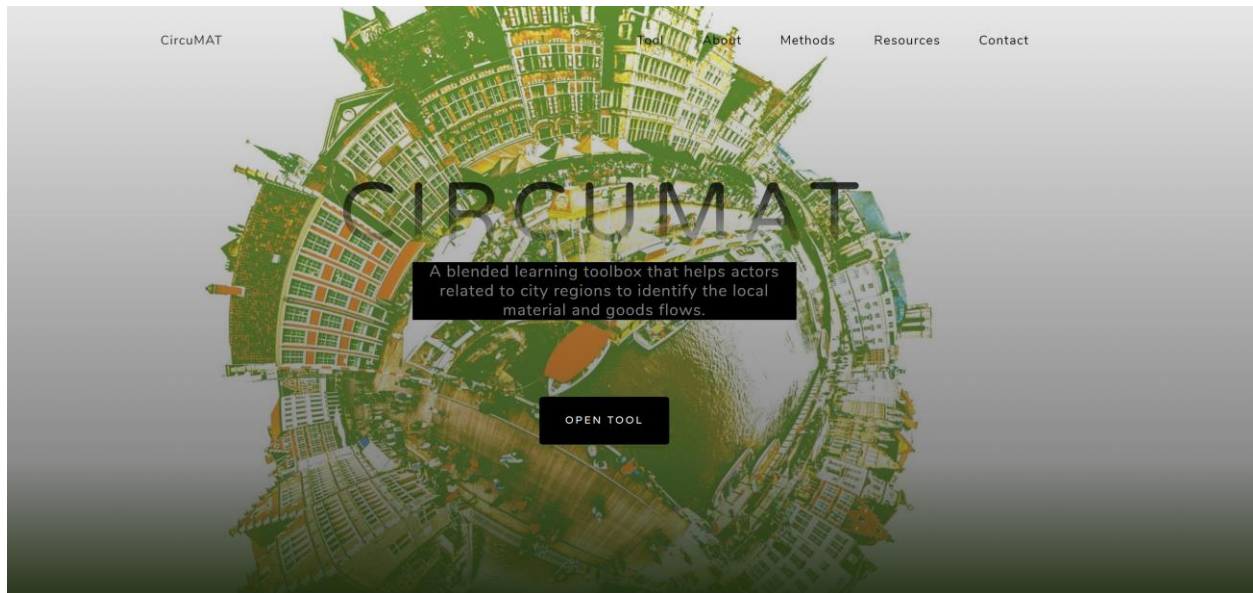 CircuMAT
Tool About Methods Resources Contact
CIRCUMAT
A blended learning toolbox that helps actors
related to city regions to identify the local
material and goods flows.
OPEN TOOL